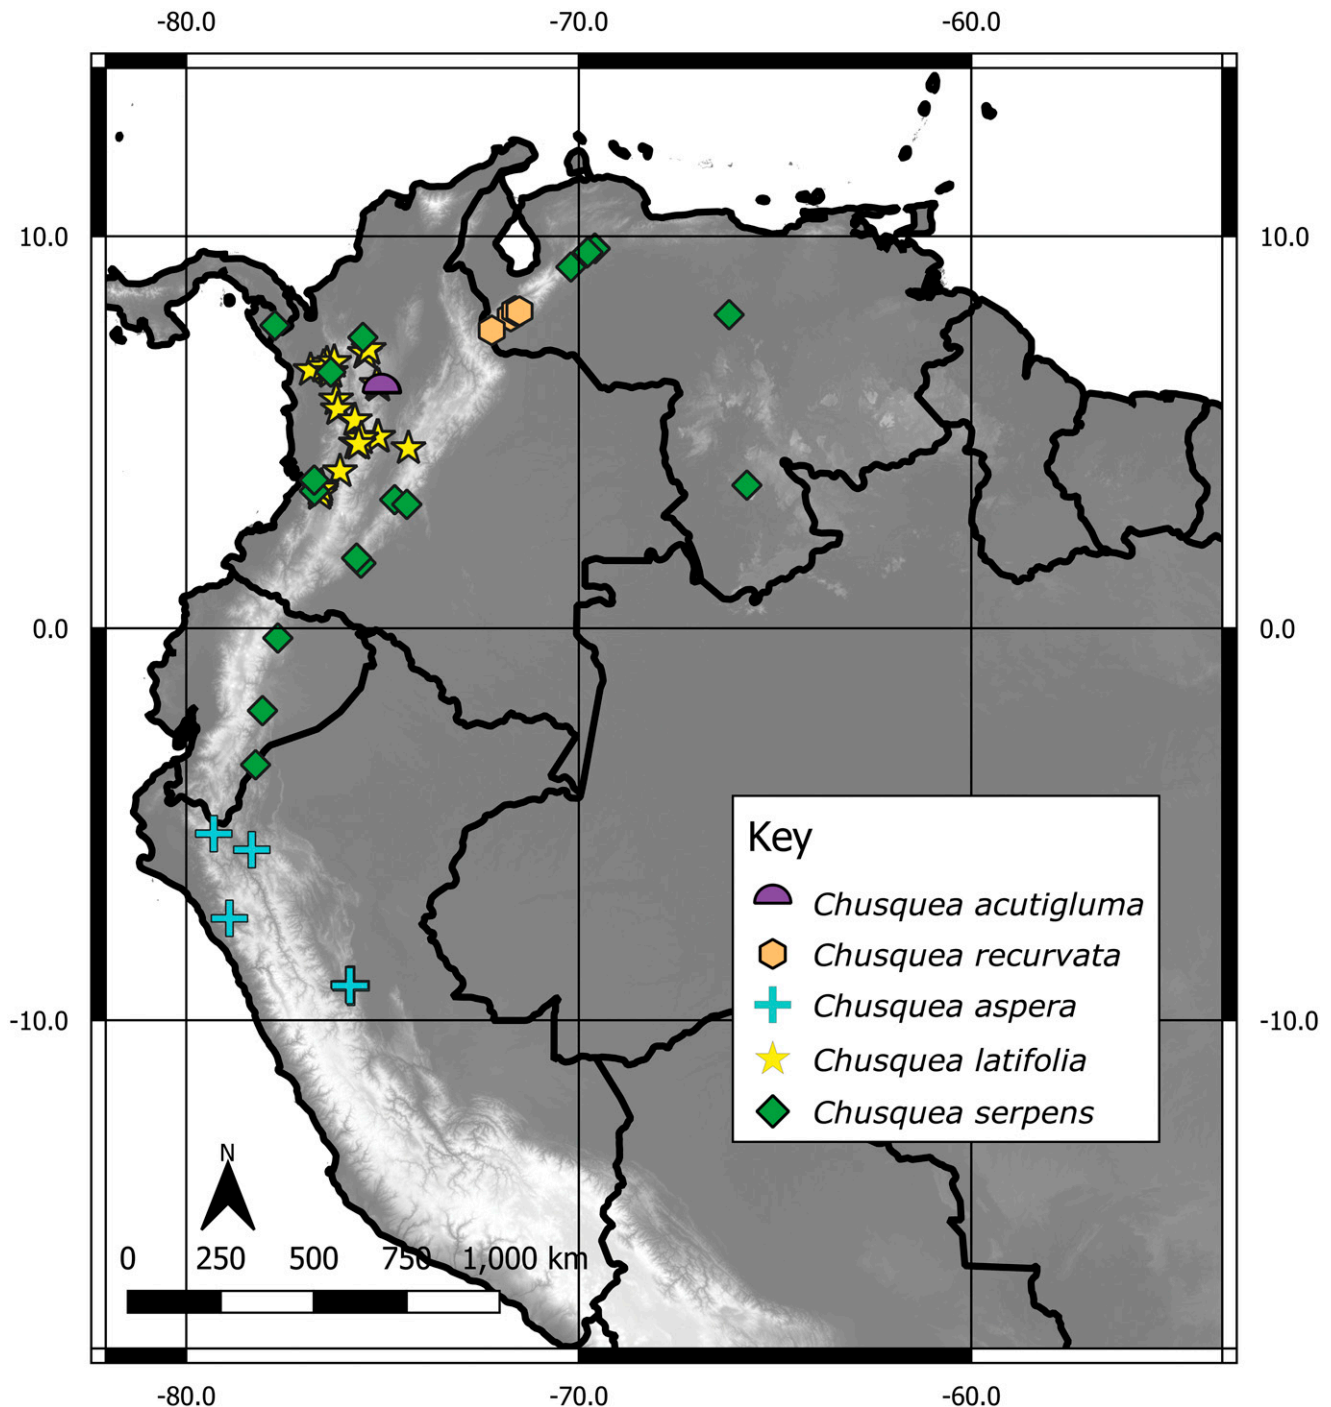 -80.0 -70.0 -60.0
10.0 10.0
0.0 0.0
Key
Chusquea acutigluma
Chusquea recurvata
Chusquea aspera
Chusquea latifolia
Chusquea serpens
-10.0 -10.0
N
0 250 500 750 1,000 km
-80.0 -70.0 -60.0